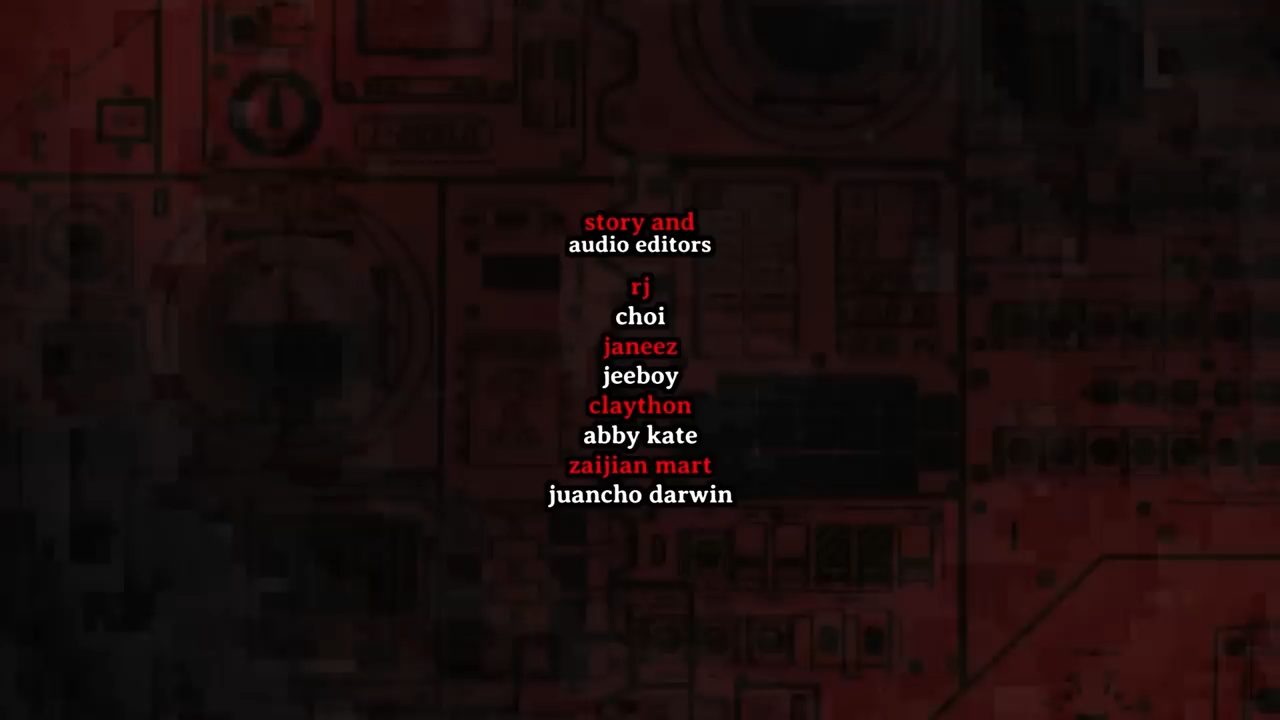 story and
audio editors
rj
choi
janeez
jeeboy
claython
abby kate
zaijian mart
juancho darwin